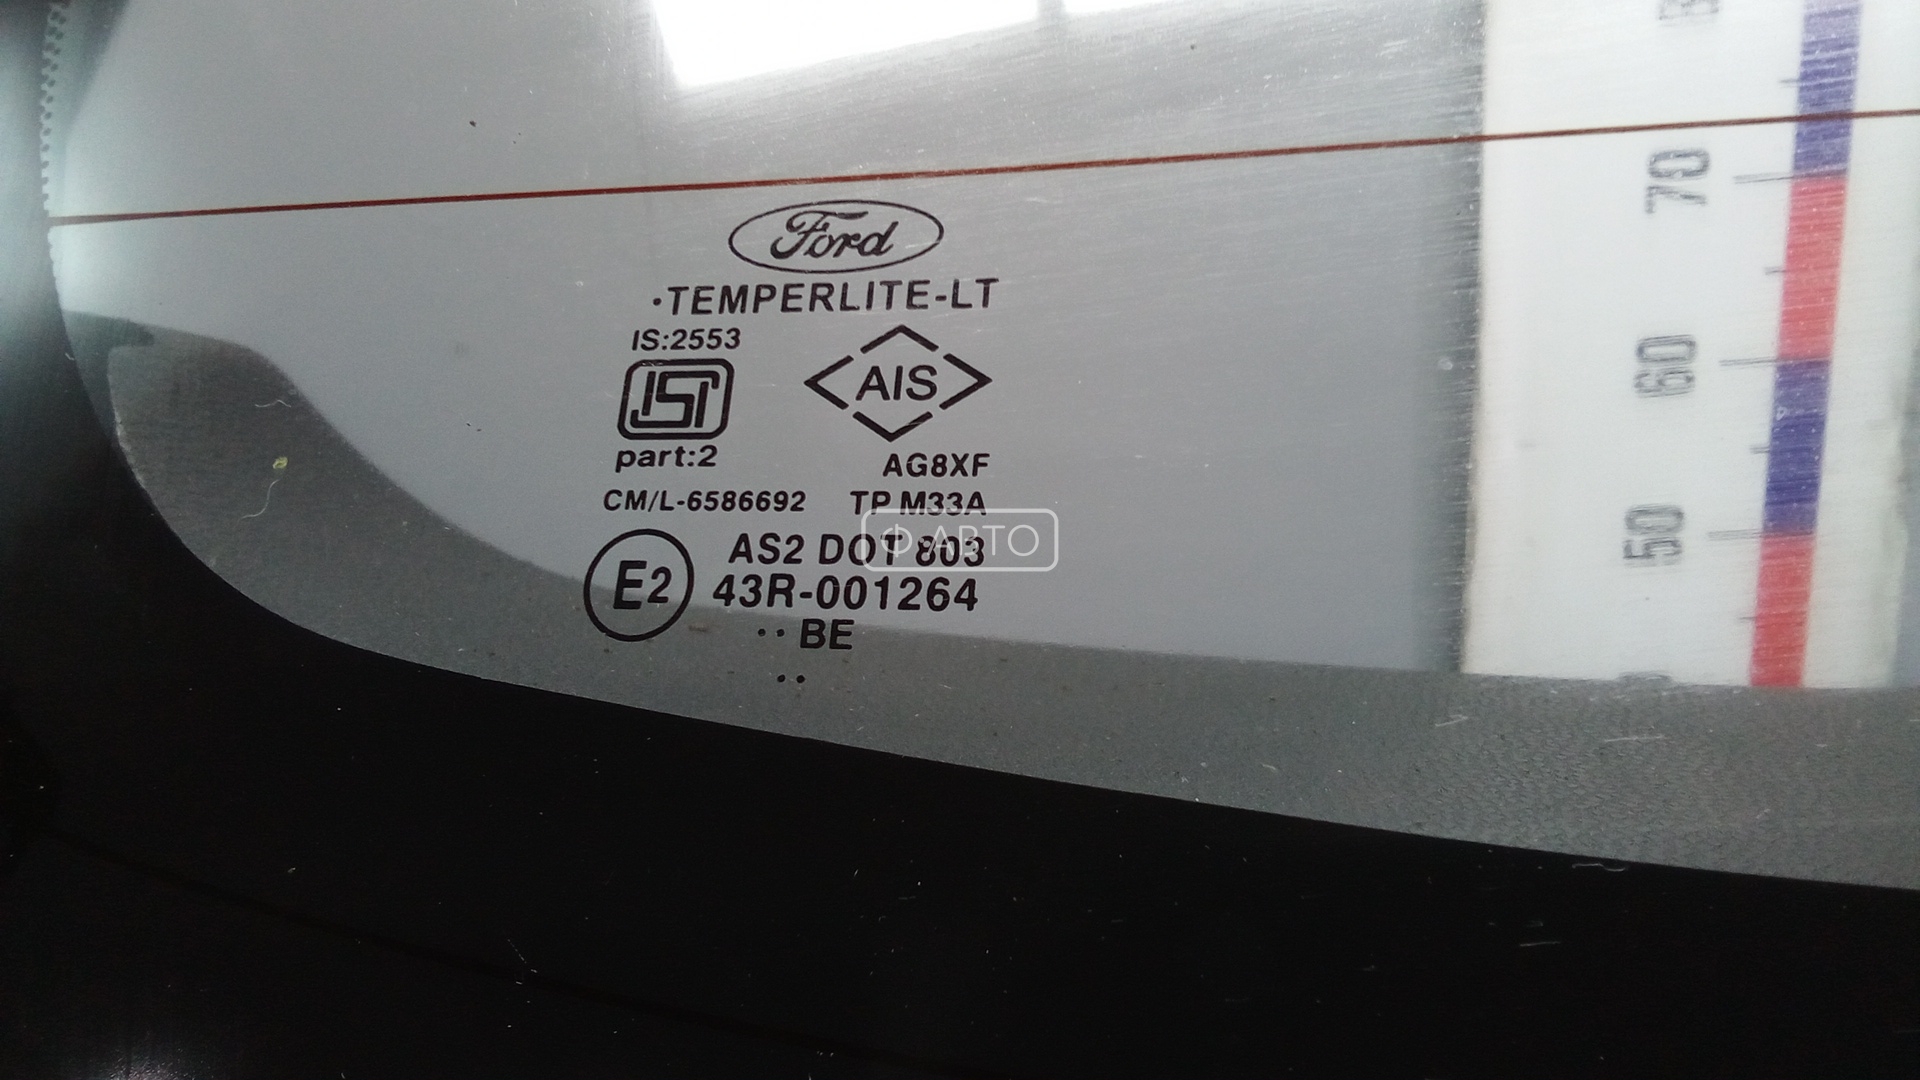 Ford
·TEMPERLITE-LT
IS:2553
ISI
AIS
part:2
AG8XF
CM/L-6586692 TP M33A
E2
AS2 DOT 803
43R-001264
·· BE
··
Ф АВТО
70
60
50